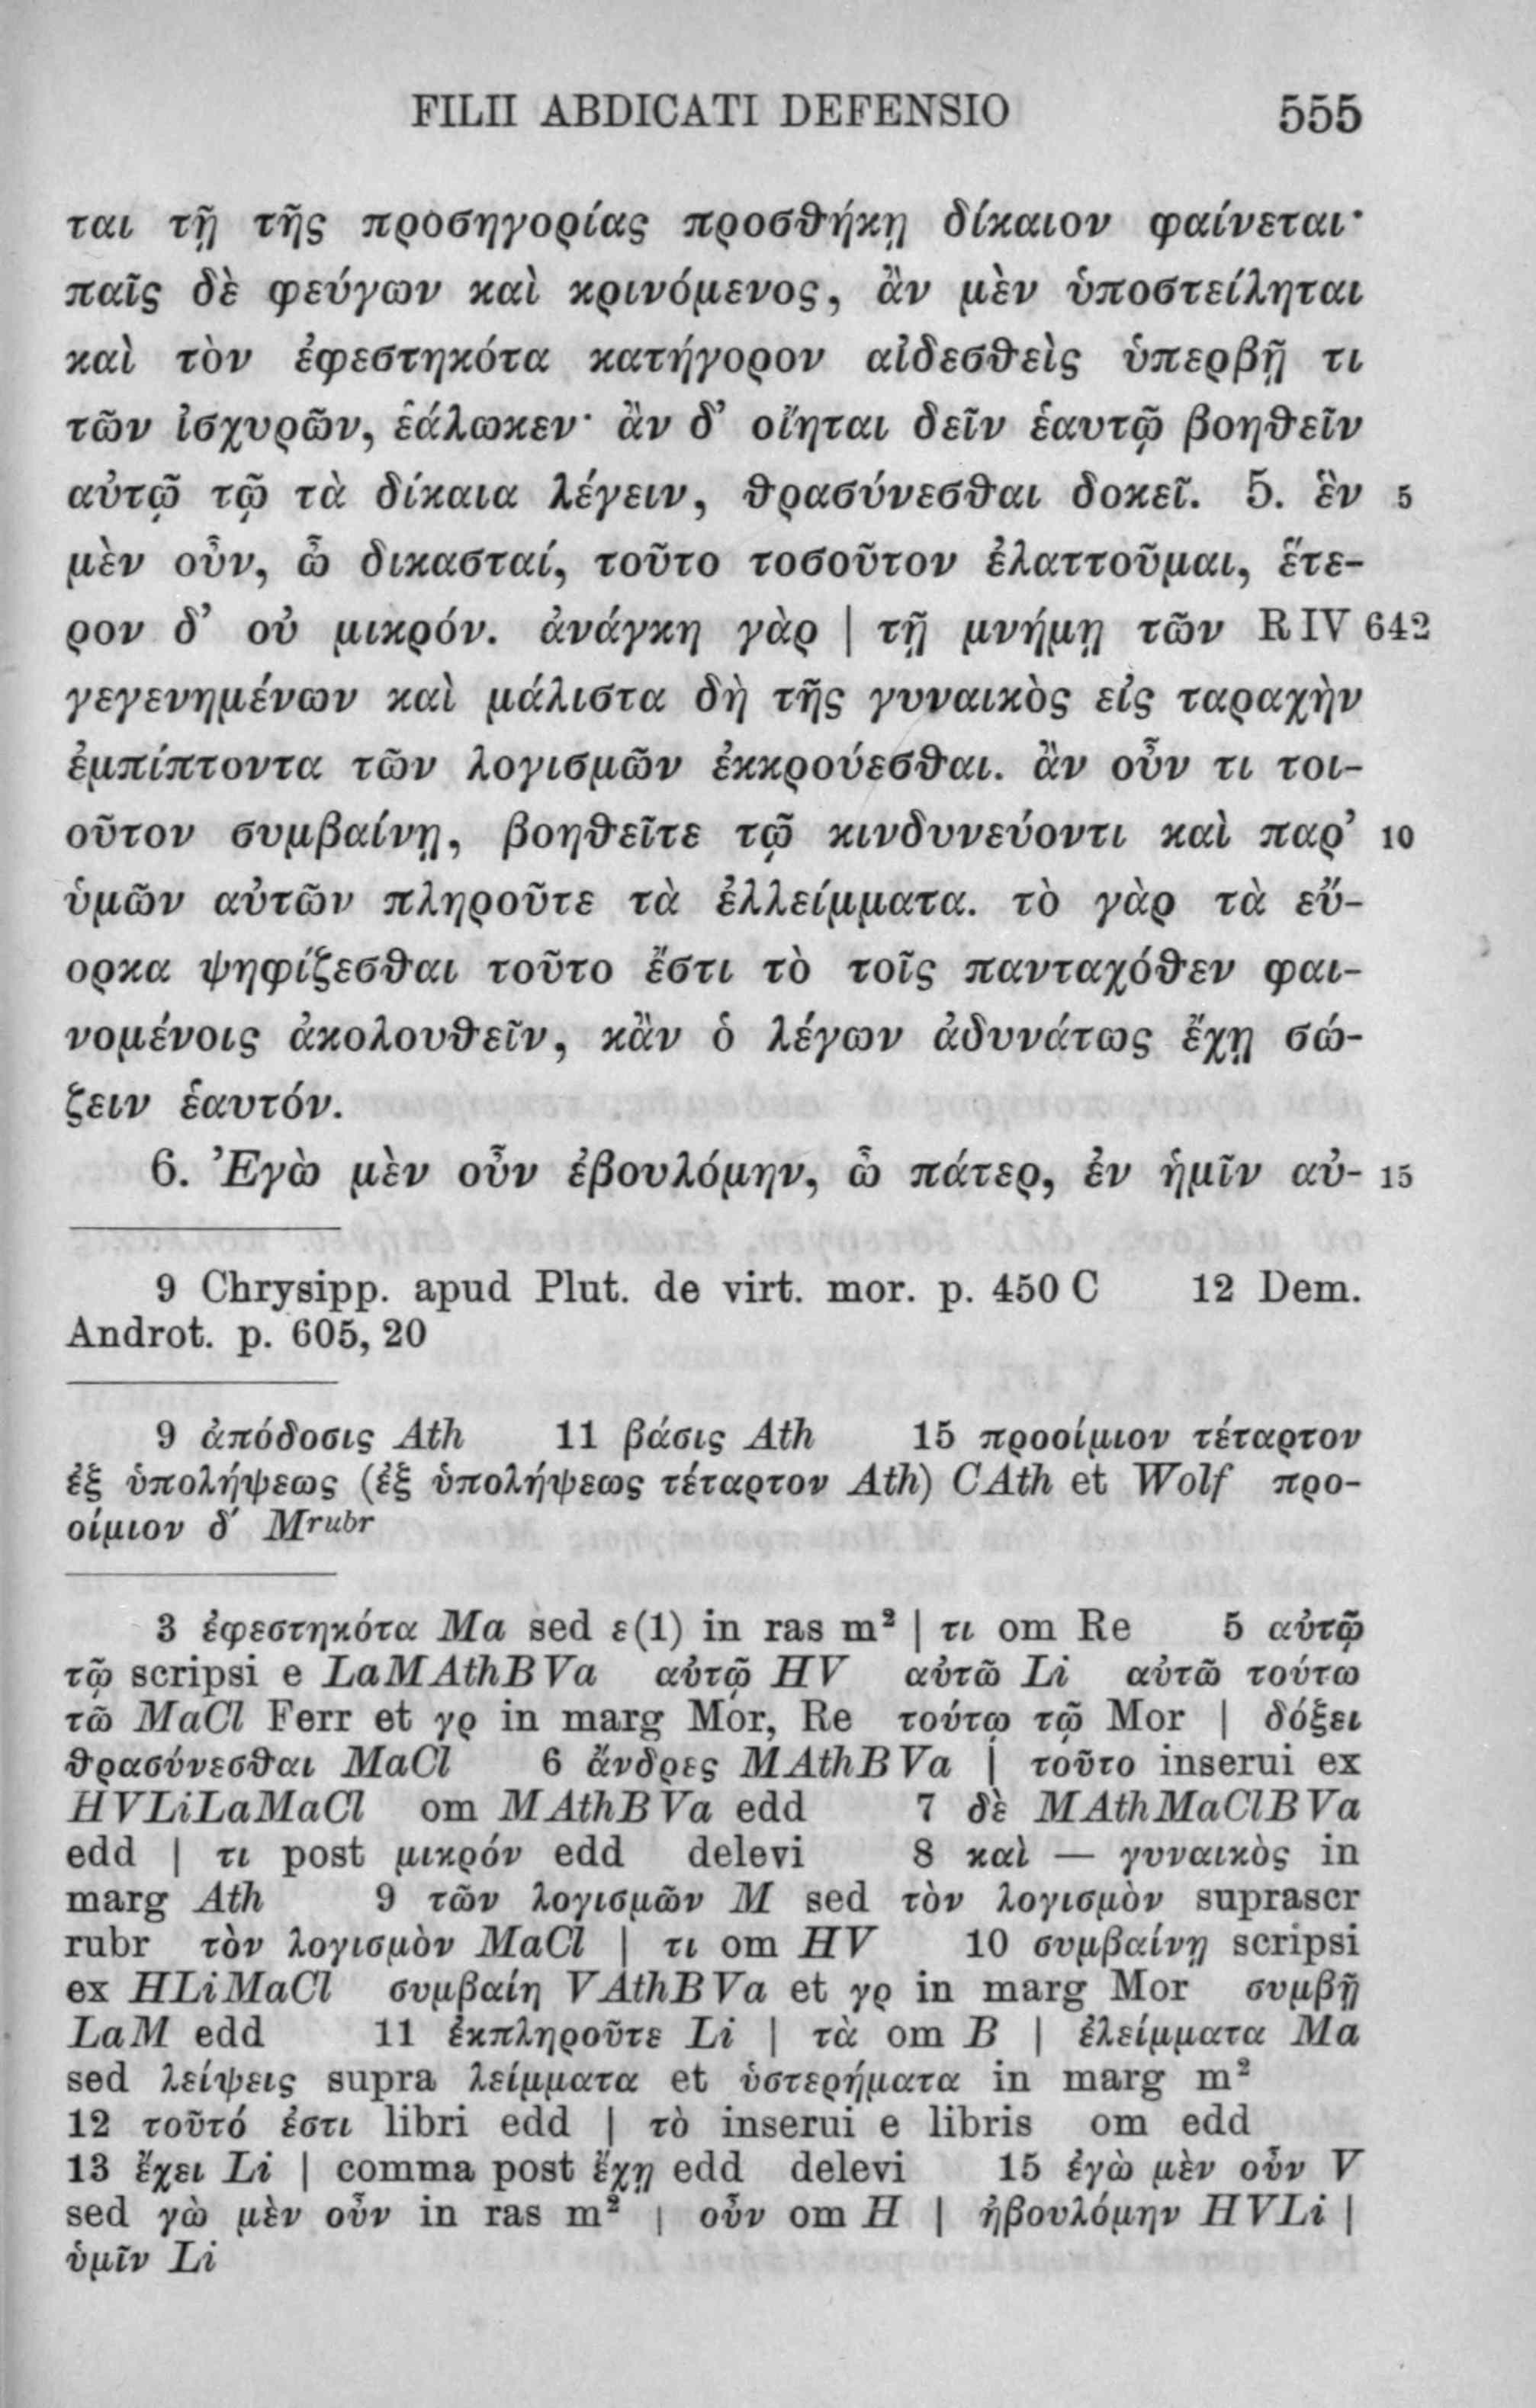 FILII ABDICATI DEFENSIO 555
ται τῇ τῆς προσηγορίας προσθήκῃ δίκαιον φαίνεται·
παῖς δὲ φεύγων καὶ κρινόμενος, ἂν μὲν ὑποστείληται
καὶ τὸν ἐφεστηκότα κατήγορον αἰδεσθεὶς ὑπερβῇ τι
τῶν ἰσχυρῶν, ἑάλωκεν· ἂν δ’ οἴηται δεῖν ἑαυτῷ βοηθεῖν
αὐτῷ τῷ τὰ δίκαια λέγειν, θρασύνεσθαι δοκεῖ. 5. ἓν 5
μὲν οὖν, ὦ δικασταί, τοῦτο τοσοῦτον ἐλαττοῦμαι, ἕτε-
ρον δ’ οὐ μικρόν. ἀνάγκη γὰρ | τῇ μνήμῃ τῶν R IV 642
γεγενημένων καὶ μάλιστα δὴ τῆς γυναικὸς εἰς ταραχὴν
ἐμπίπτοντα τῶν λογισμῶν ἐκκρούεσθαι. ἂν οὖν τι τοι-
οῦτον συμβαίνῃ, βοηθεῖτε τῷ κινδυνεύοντι καὶ παρ’ 10
ὑμῶν αὐτῶν πληροῦτε τὰ ἐλλείμματα. τὸ γὰρ τὰ εὔ-
ορκα ψηφίζεσθαι τοῦτο ἔστι τὸ τοῖς πανταχόθεν φαι-
νομένοις ἀκολουθεῖν, κἂν ὁ λέγων ἀδυνάτως ἔχῃ σώ-
ζειν ἑαυτόν.
6. Ἐγὼ μὲν οὖν ἐβουλόμην, ὦ πάτερ, ἐν ἡμῖν αὐ- 15
9 Chrysipp. apud Plut. de virt. mor. p. 450 C 12 Dem.
Androt. p. 605, 20
9 ἀπόδοσις Ath 11 βάσις Ath 15 προοίμιον τέταρτον
ἐξ ὑπολήψεως (ἐξ ὑπολήψεως τέταρτον Ath) CAth et Wolf προ-
οίμιον δ′ Mrubr
3 ἐφεστηκότα Ma sed ε(1) in ras m² | τι om Re 5 αὐτῷ
τῷ scripsi e LaMAthBVa αὐτῷ HV αὐτῶ Li αὐτῶ τούτω
τῶ MaCl Ferr et γρ in marg Mor, Re τούτῳ τῷ Mor | δόξει
θρασύνεσθαι MaCl 6 ἄνδρες MAthBVa | τοῦτο inserui ex
HVLiLaMaCl om MAthBVa edd 7 δὲ MAthMaClBVa
edd | τι post μικρόν edd delevi 8 καὶ — γυναικὸς in
marg Ath 9 τῶν λογισμῶν M sed τὸν λογισμὸν suprascr
rubr τὸν λογισμὸν MaCl | τι om HV 10 συμβαίνῃ scripsi
ex HLiMaCl συμβαίη VAthBVa et γρ in marg Mor συμβῇ
LaM edd 11 ἐκπληροῦτε Li | τὰ om B | ἐλείμματα Ma
sed λείψεις supra λείμματα et ὑστερήματα in marg m²
12 τοῦτό ἐστι libri edd | τὸ inserui e libris om edd
13 ἔχει Li | comma post ἔχῃ edd delevi 15 ἐγὼ μὲν οὖν V
sed γὼ μὲν οὖν in ras m² | οὖν om H | ἠβουλόμην HVLi |
ὑμῖν Li